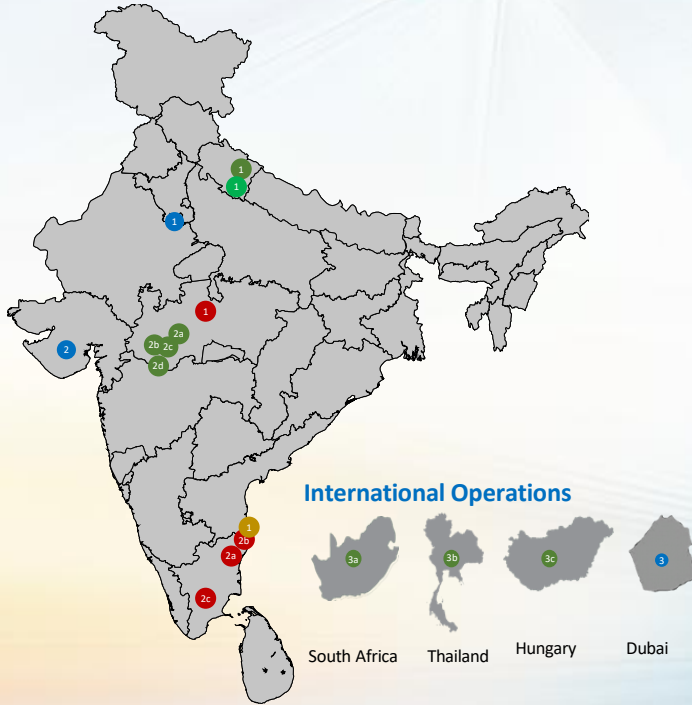 1
1
1
1
2a
2b
2c
2
2d
International Operations
1
2b
2a
3a
3b
3c
3
2c
South Africa
Thailand
Hungary
Dubai